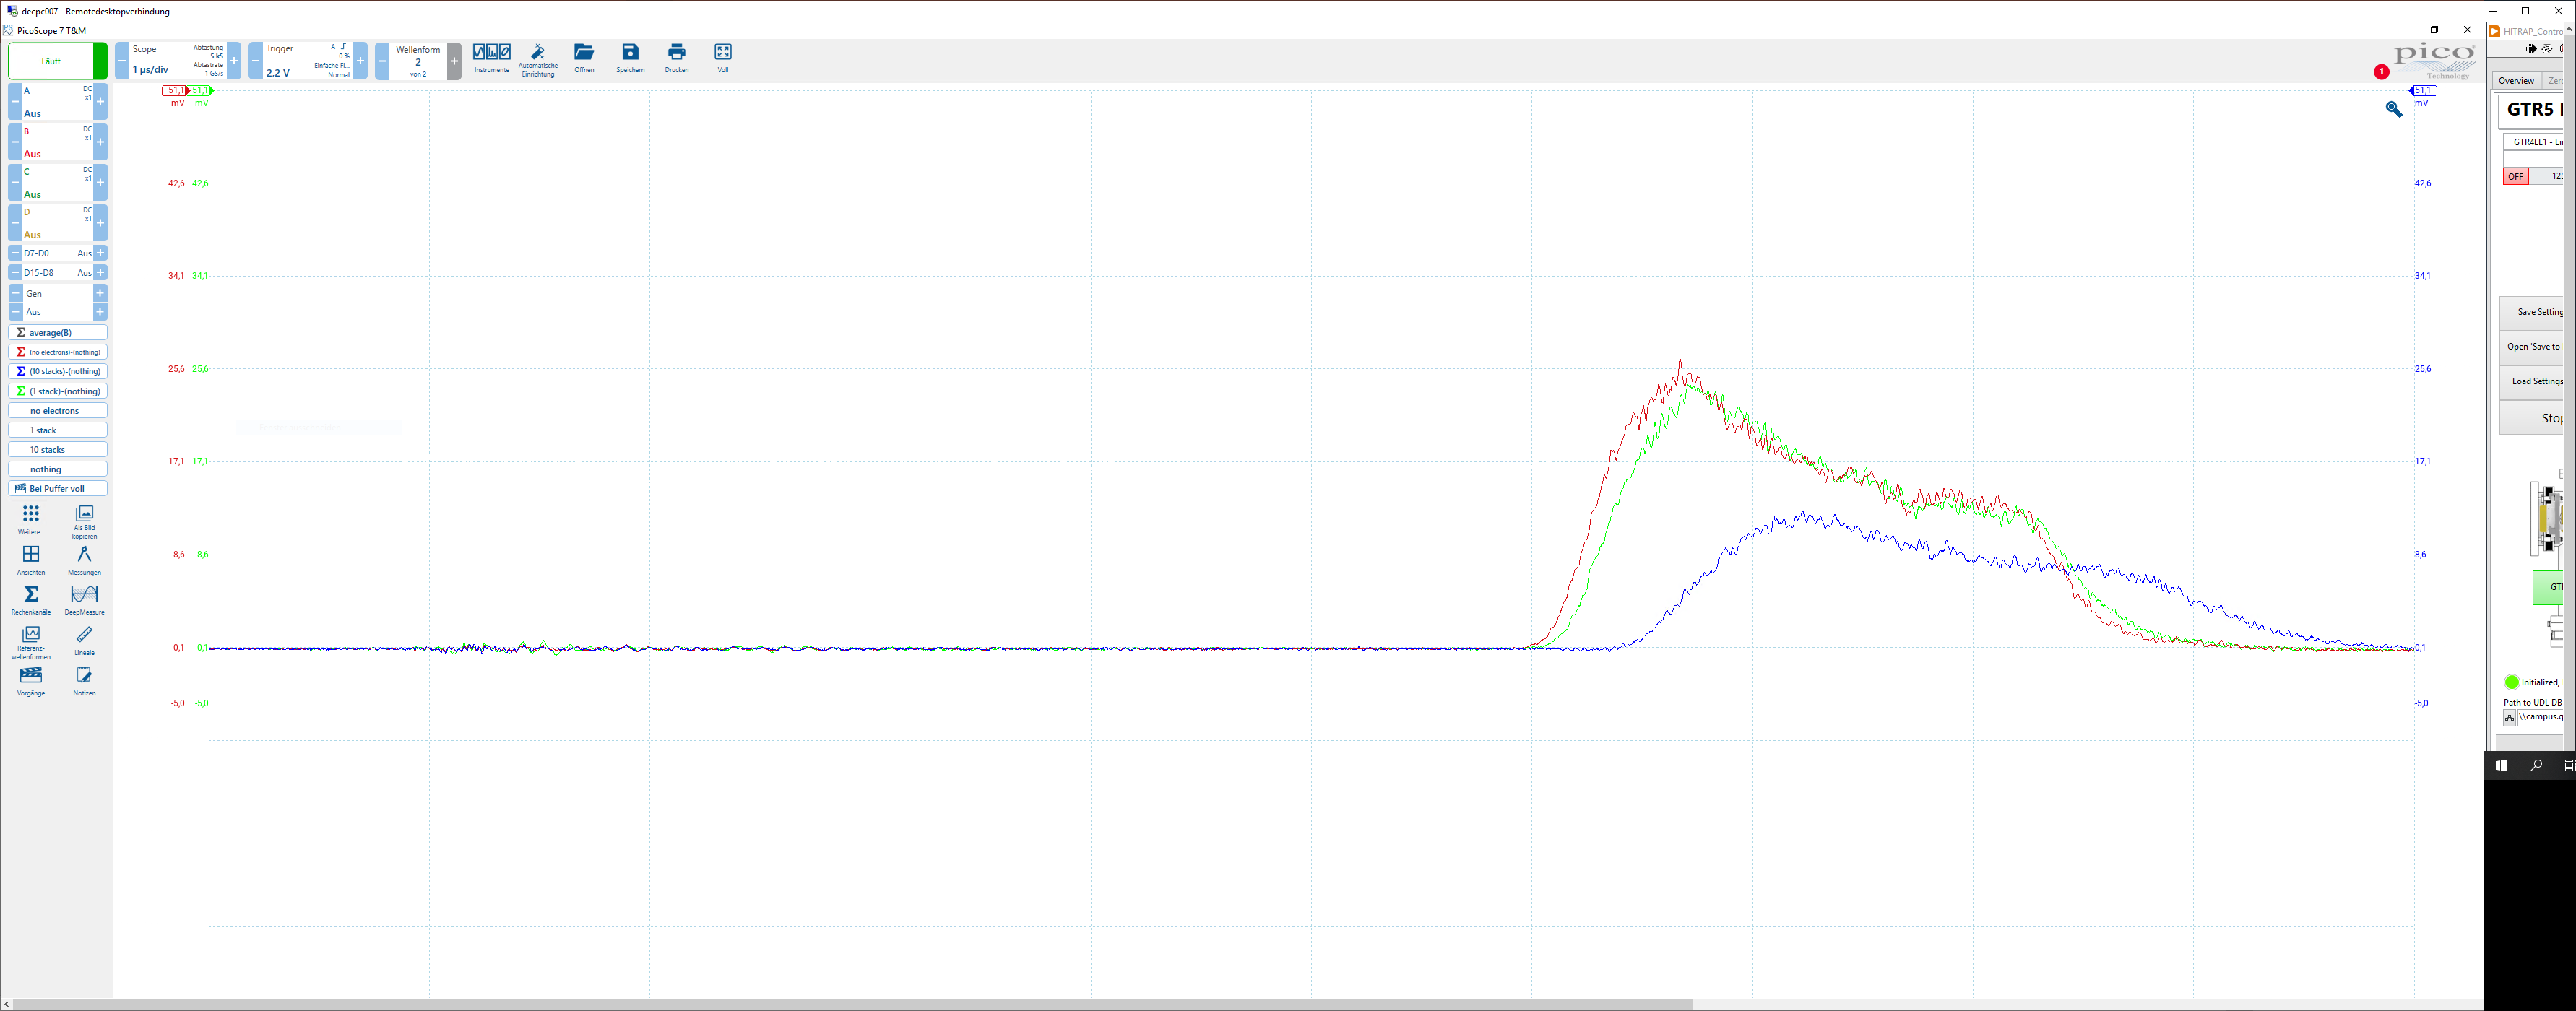 decpc007 - Remotedesktopverbindung
PicoScope 7 T&M
HITRAP_Contro
Läuft
Scope
1 µs/div
Abtastung
5 kS
Abtastrate
1 GS/s
Trigger
2,2 V
A
0 %
Einfache Fl...
Normal
Wellenform
2
von 2
Instrumente
Automatische
Einrichtung
Öffnen
Speichern
Drucken
Voll
1
pico
Technology
Overview
Zen
GTR5
GTR4LE1 - Ei
OFF
12
Save Setting
Open 'Save to
Load Settings
Stop
GT
Initialized,
Path to UDL DB
\\campus.g
A
DC
x1
Aus
B
DC
x1
Aus
C
DC
x1
Aus
D
DC
x1
Aus
D7-D0 Aus
D15-D8 Aus
Gen
Aus
average(B)
(no electrons)-(nothing)
(10 stacks)-(nothing)
(1 stack)-(nothing)
no electrons
1 stack
10 stacks
nothing
Bei Puffer voll
Weitere...
Als Bild
kopieren
Ansichten
Messungen
Rechenkanäle
DeepMeasure
Referenz-
wellenformen
Lineale
Vorgänge
Notizen
51,1 51,1 51,1
mV mV mV
42,6 42,6 42,6
34,1 34,1 34,1
25,6 25,6 25,6
17,1 17,1 17,1
8,6 8,6 8,6
0,1 0,1 0,1
-5,0 -5,0 -5,0